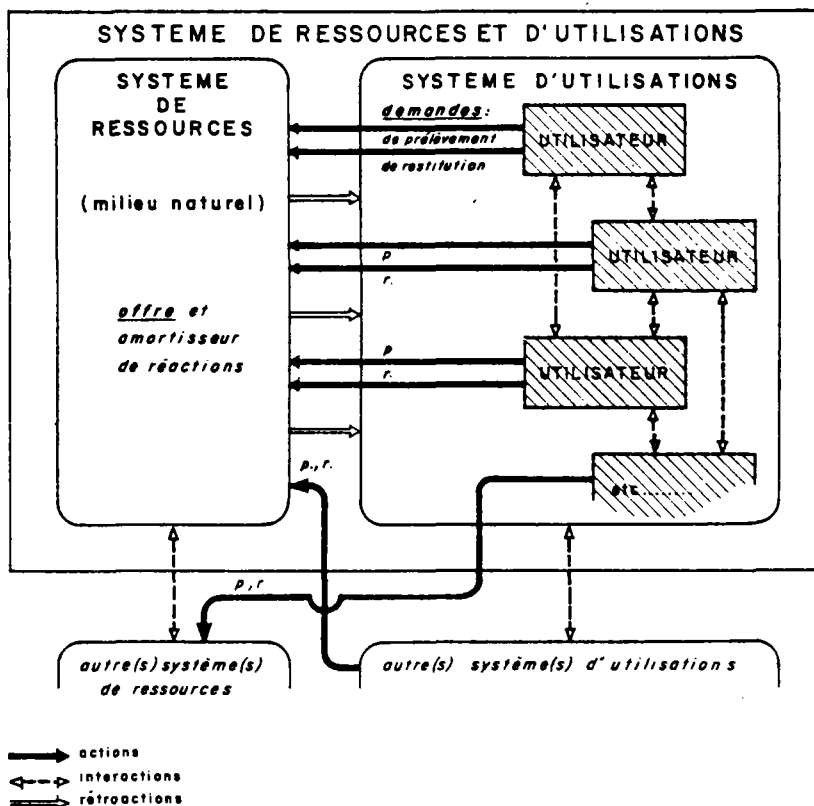 SYSTEME DE RESSOURCES ET D'UTILISATIONS
SYSTEME
DE
RESSOURCES
(milieu naturel)
offre et
amortisseur
de réactions
SYSTEME D'UTILISATIONS
demandes:
de prélèvement
de restitution
UTILISATEUR
p
r.
UTILISATEUR
p
r.
UTILISATEUR
etc........
p., r.
p, r
autre(s) système(s)
de ressources
autre(s) système(s) d'utilisations
actions
interactions
rétroactions